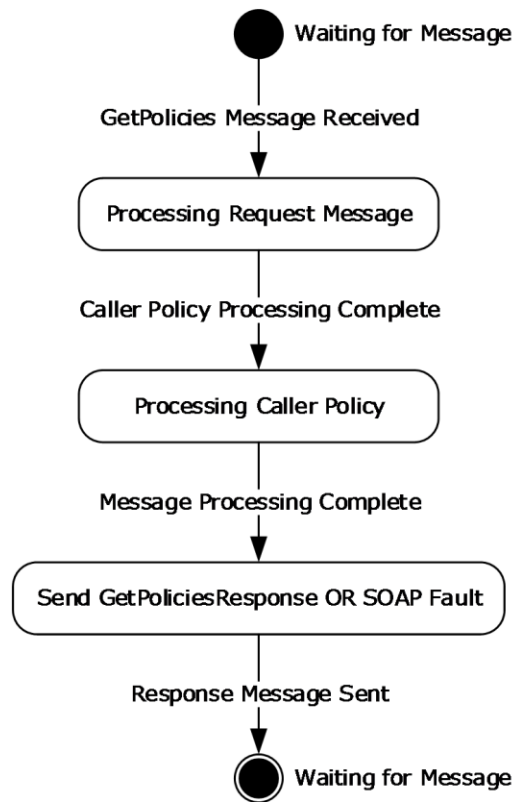 Waiting for Message
GetPolicies Message Received
Processing Request Message
Caller Policy Processing Complete
Processing Caller Policy
Message Processing Complete
Send GetPoliciesResponse OR SOAP Fault
Response Message Sent
Waiting for Message